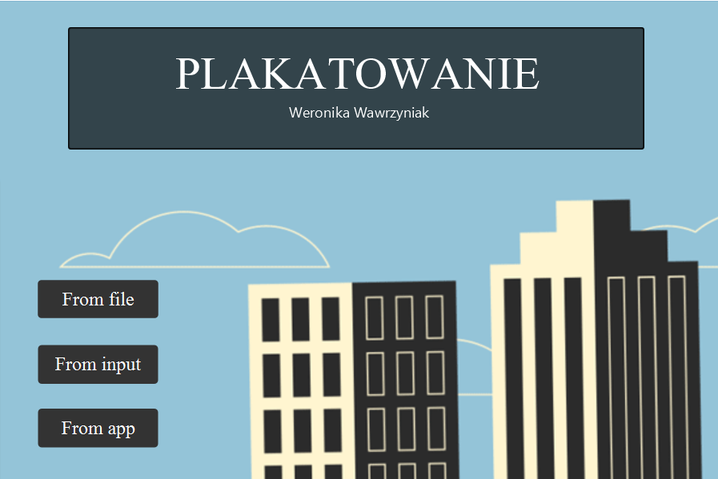 PLAKATOWANIE
Weronika Wawrzyniak
From file
From input
From app